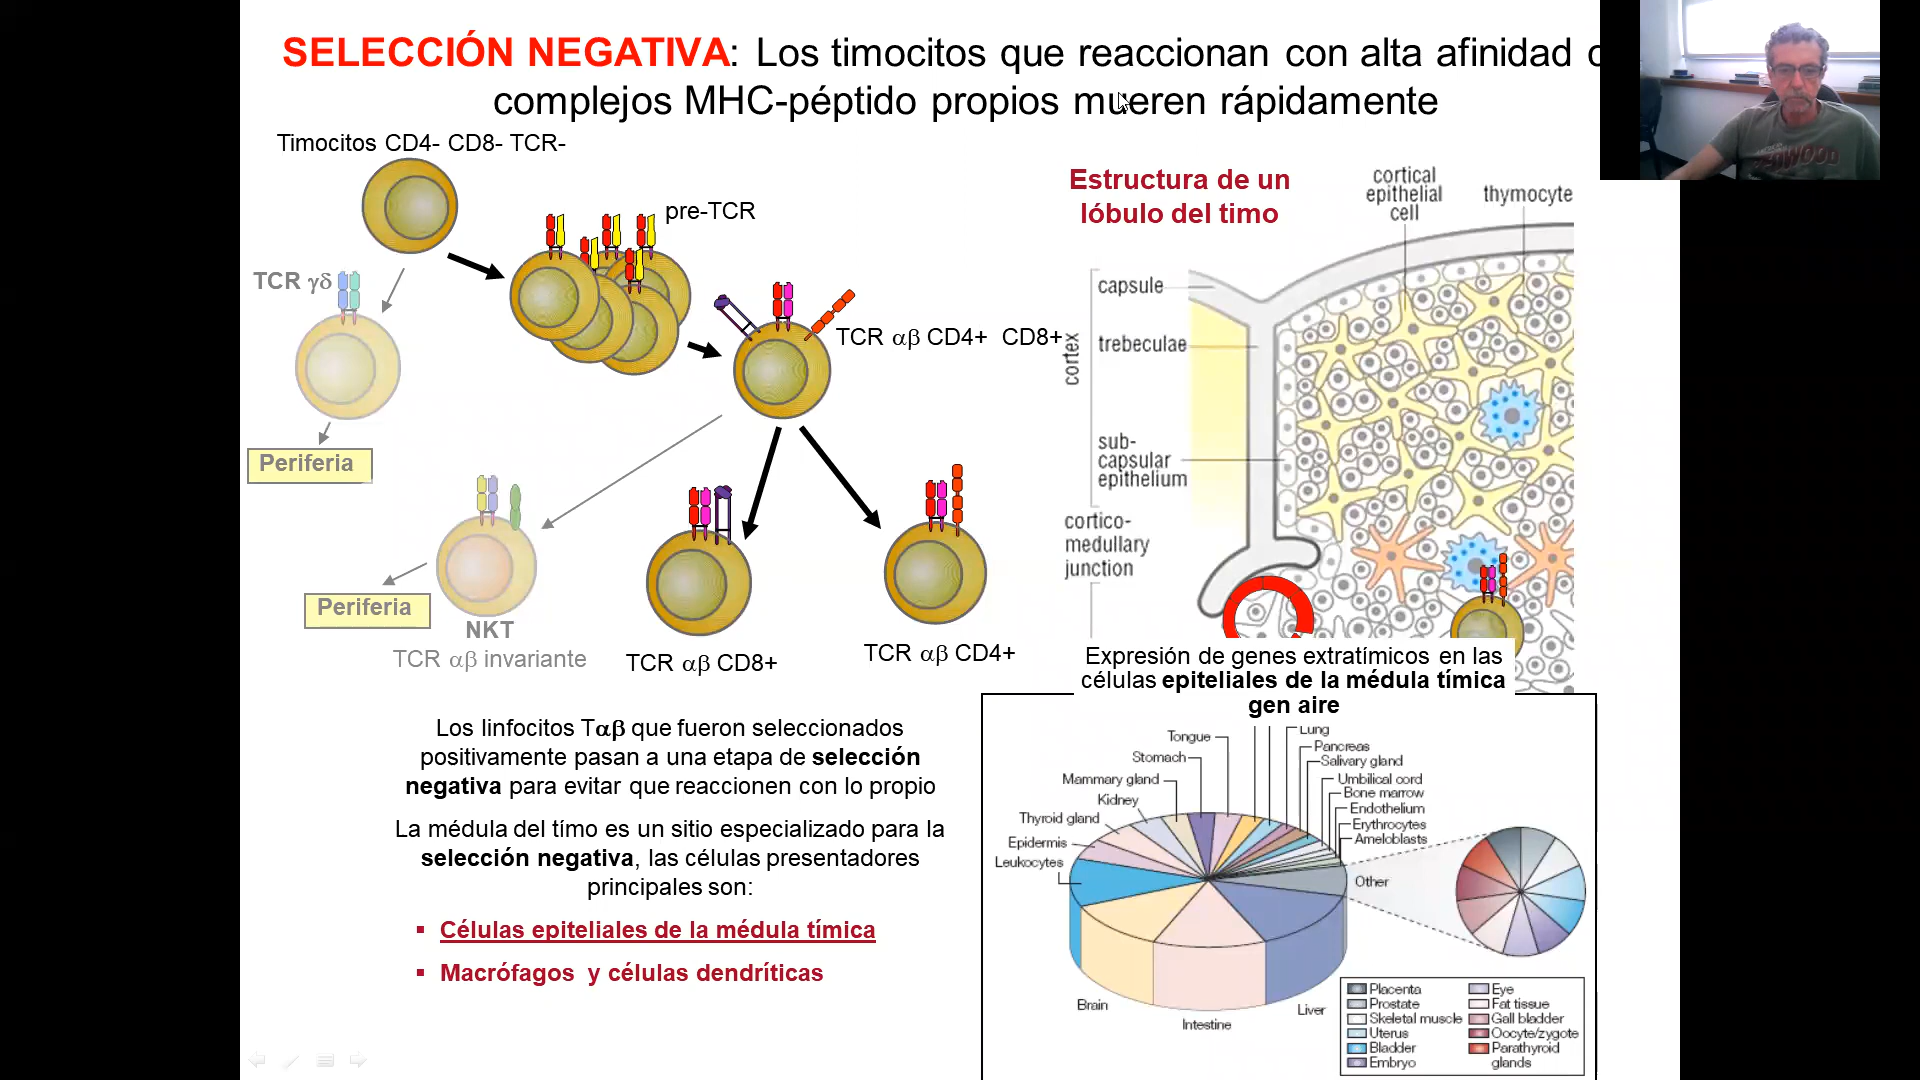 SELECCIÓN NEGATIVA: Los timocitos que reaccionan con alta afinidad
complejos MHC-péptido propios mueren rápidamente
Timocitos CD4- CD8- TCR-
pre-TCR
TCR γδ
TCR αβ CD4+ CD8+
Periferia
Periferia
NKT
TCR αβ invariante
TCR αβ CD8+
TCR αβ CD4+
Estructura de un
lóbulo del timo
cortical
epithelial
cell
thymocyte
capsule
cortex
trebeculae
sub-
capsular
epithelium
cortico-
medullary
junction
Los linfocitos Tαβ que fueron seleccionados
positivamente pasan a una etapa de selección
negativa para evitar que reaccionen con lo propio
La médula del tímo es un sitio especializado para la
selección negativa, las células presentadores
principales son:
▪ Células epiteliales de la médula tímica
▪ Macrófagos y células dendríticas
Expresión de genes extratímicos en las
células epiteliales de la médula tímica
gen aire
Lung
Tongue
Pancreas
Stomach
Salivary gland
Mammary gland
Umbilical cord
Bone marrow
Kidney
Endothelium
Thyroid gland
Erythrocytes
Epidermis
Ameloblasts
Leukocytes
Other
Brain
Intestine
Liver
Placenta
Prostate
Skeletal muscle
Uterus
Bladder
Embryo
Eye
Fat tissue
Gall bladder
Oocyte/zygote
Parathyroid
glands